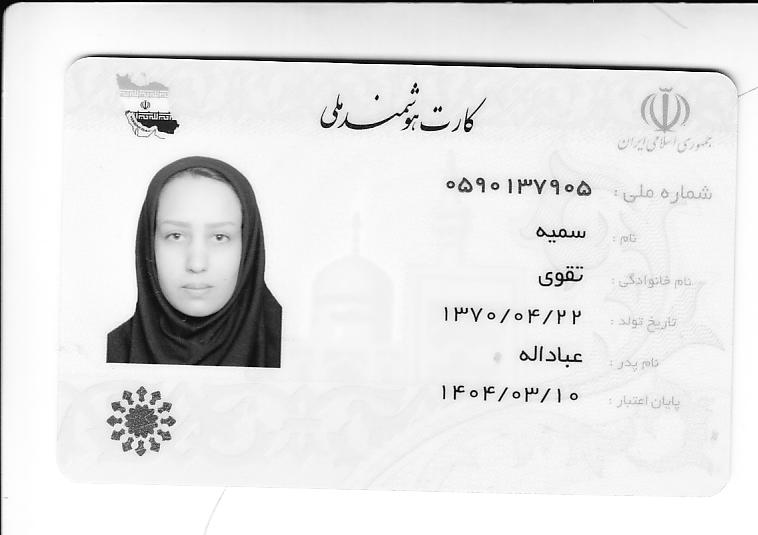 کارت هوشمند ملی
جمهوری اسلامی ایران
شماره ملی : ۰۵۹۰۱۳۷۹۰۵
نام : سمیه
نام خانوادگی : تقوی
تاریخ تولد : ۱۳۷۰/۰۴/۲۲
نام پدر : عباداله
پایان اعتبار : ۱۴۰۴/۰۳/۱۰